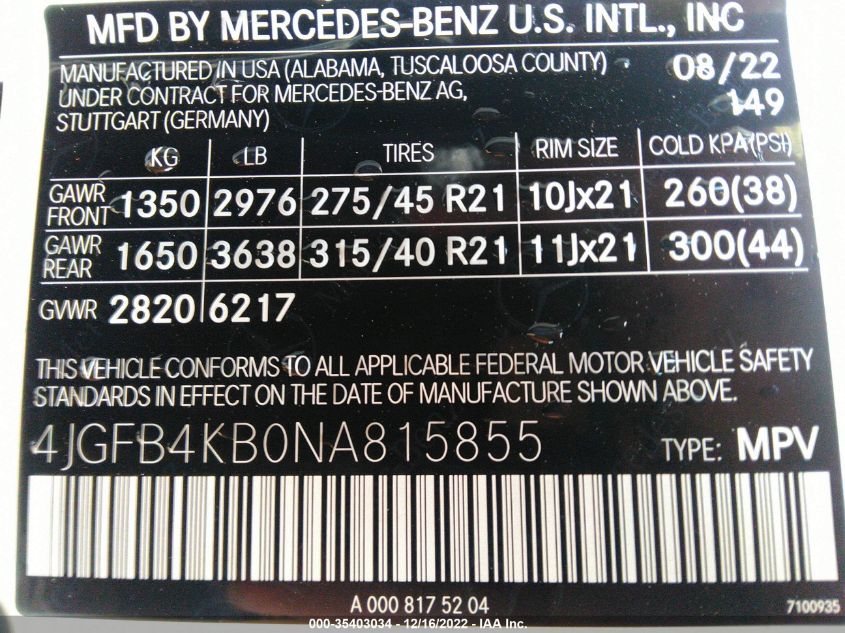 MFD BY MERCEDES-BENZ U.S. INTL., INC
MANUFACTURED IN USA (ALABAMA, TUSCALOOSA COUNTY) 08/22
UNDER CONTRACT FOR MERCEDES-BENZ AG, 149
STUTTGART (GERMANY)
KG LB TIRES RIM SIZE COLD KPA(PSI)
GAWR FRONT 1350 2976 275/45 R21 10Jx21 260(38)
GAWR REAR 1650 3638 315/40 R21 11Jx21 300(44)
GVWR 2820 6217
THIS VEHICLE CONFORMS TO ALL APPLICABLE FEDERAL MOTOR VEHICLE SAFETY
STANDARDS IN EFFECT ON THE DATE OF MANUFACTURE SHOWN ABOVE.
4JGFB4KB0NA815855 TYPE: MPV
A 000 817 52 04 7100935
000-35403034 - 12/16/2022 - IAA Inc.